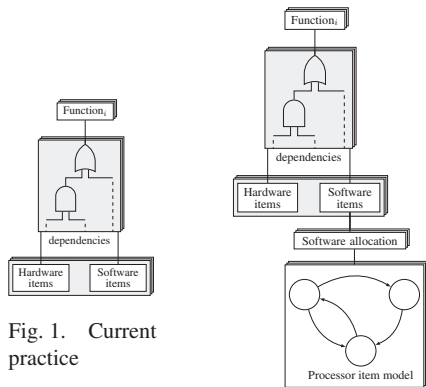 Function_i
dependencies
Hardware
items
Software
items
Fig. 1. Current
practice
Function_i
dependencies
Hardware
items
Software
items
Software allocation
Processor item model